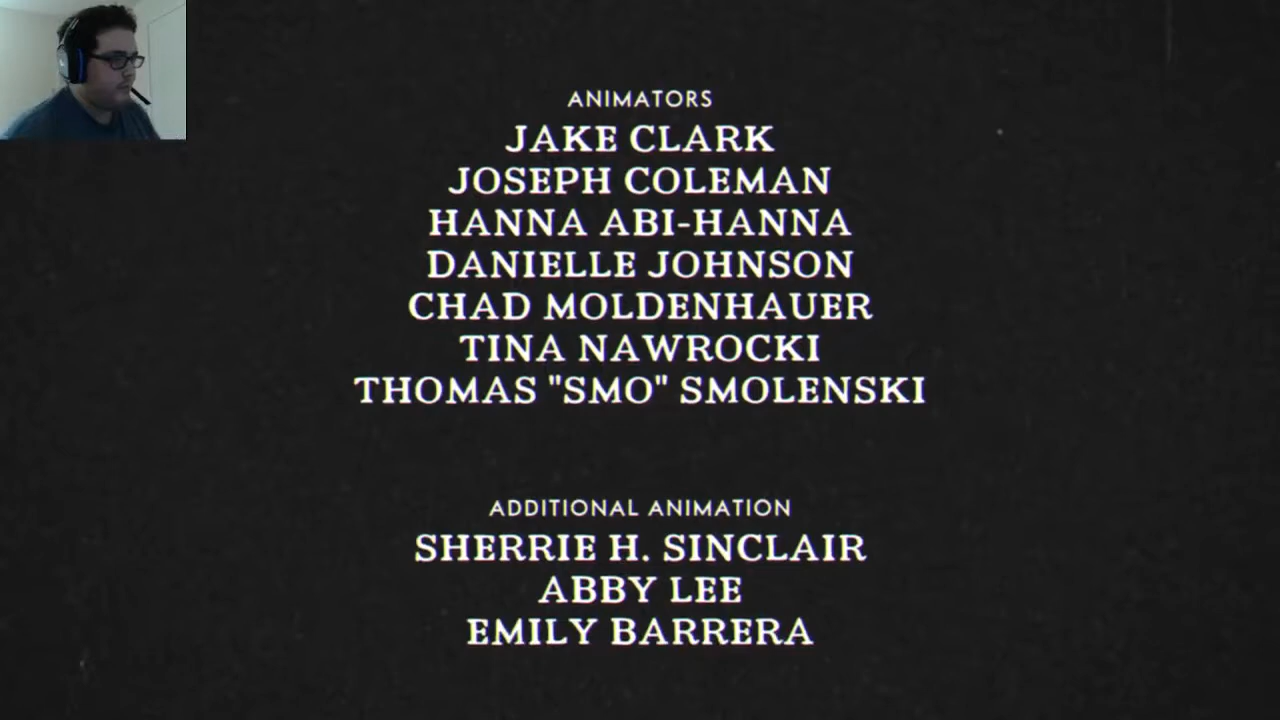 ANIMATORS
JAKE CLARK
JOSEPH COLEMAN
HANNA ABI-HANNA
DANIELLE JOHNSON
CHAD MOLDENHAUER
TINA NAWROCKI
THOMAS "SMO" SMOLENSKI
ADDITIONAL ANIMATION
SHERRIE H. SINCLAIR
ABBY LEE
EMILY BARRERA